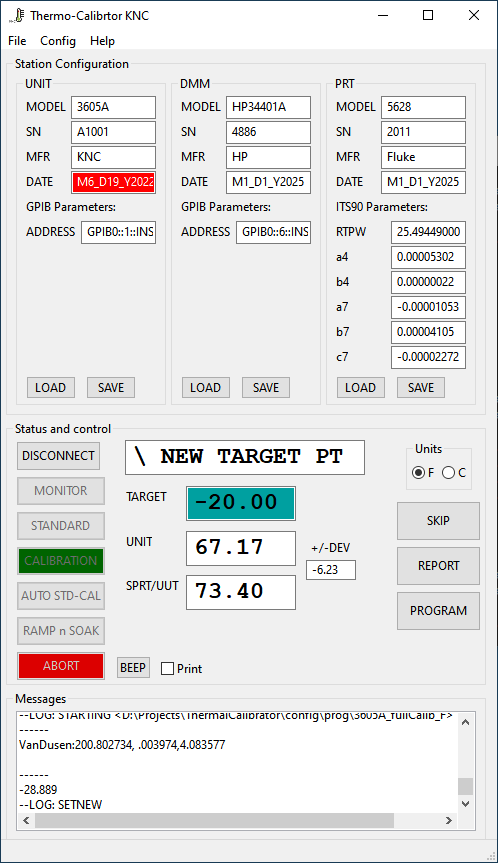 Thermo-Calibrtor KNC
File Config Help
Station Configuration
UNIT
MODEL 3605A
SN A1001
MFR KNC
DATE M6_D19_Y2022
GPIB Parameters:
ADDRESS GPIB0::1::INS
LOAD SAVE
DMM
MODEL HP34401A
SN 4886
MFR HP
DATE M1_D1_Y2025
GPIB Parameters:
ADDRESS GPIB0::6::INS
LOAD SAVE
PRT
MODEL 5628
SN 2011
MFR Fluke
DATE M1_D1_Y2025
ITS90 Parameters:
RTPW 25.49449000
a4 0.00005302
b4 0.00000022
a7 -0.00001053
b7 0.00004105
c7 -0.00002272
LOAD SAVE
Status and control
DISCONNECT
MONITOR
STANDARD
CALIBRATION
AUTO STD-CAL
RAMP n SOAK
ABORT
\ NEW TARGET PT
TARGET -20.00
UNIT 67.17
SPRT/UUT 73.40
+/-DEV
-6.23
BEEP Print
Units
F C
SKIP
REPORT
PROGRAM
Messages
--LOG: STARTING <D:\Projects\ThermalCalibrator\config\prog\3605A_fullCalib_F>
------
VanDusen:200.802734, .003974,4.083577
------
-28.889
--LOG: SETNEW